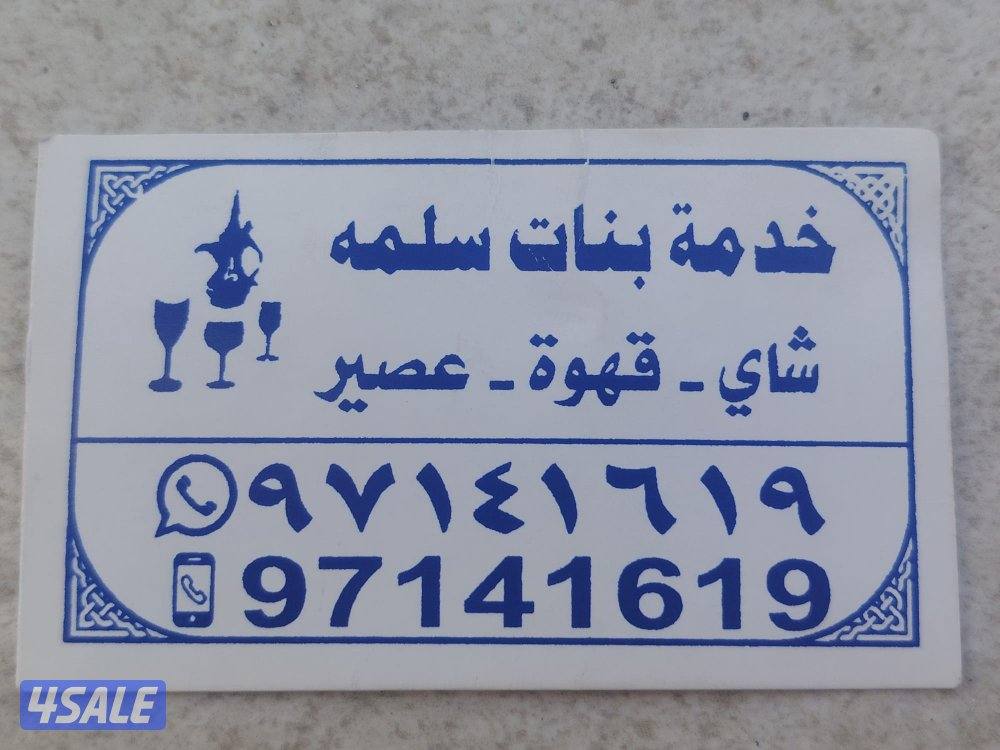 خدمة بنات سلمه
شاي - قهوة - عصير
٩٧١٤١٦١٩
97141619
4SALE